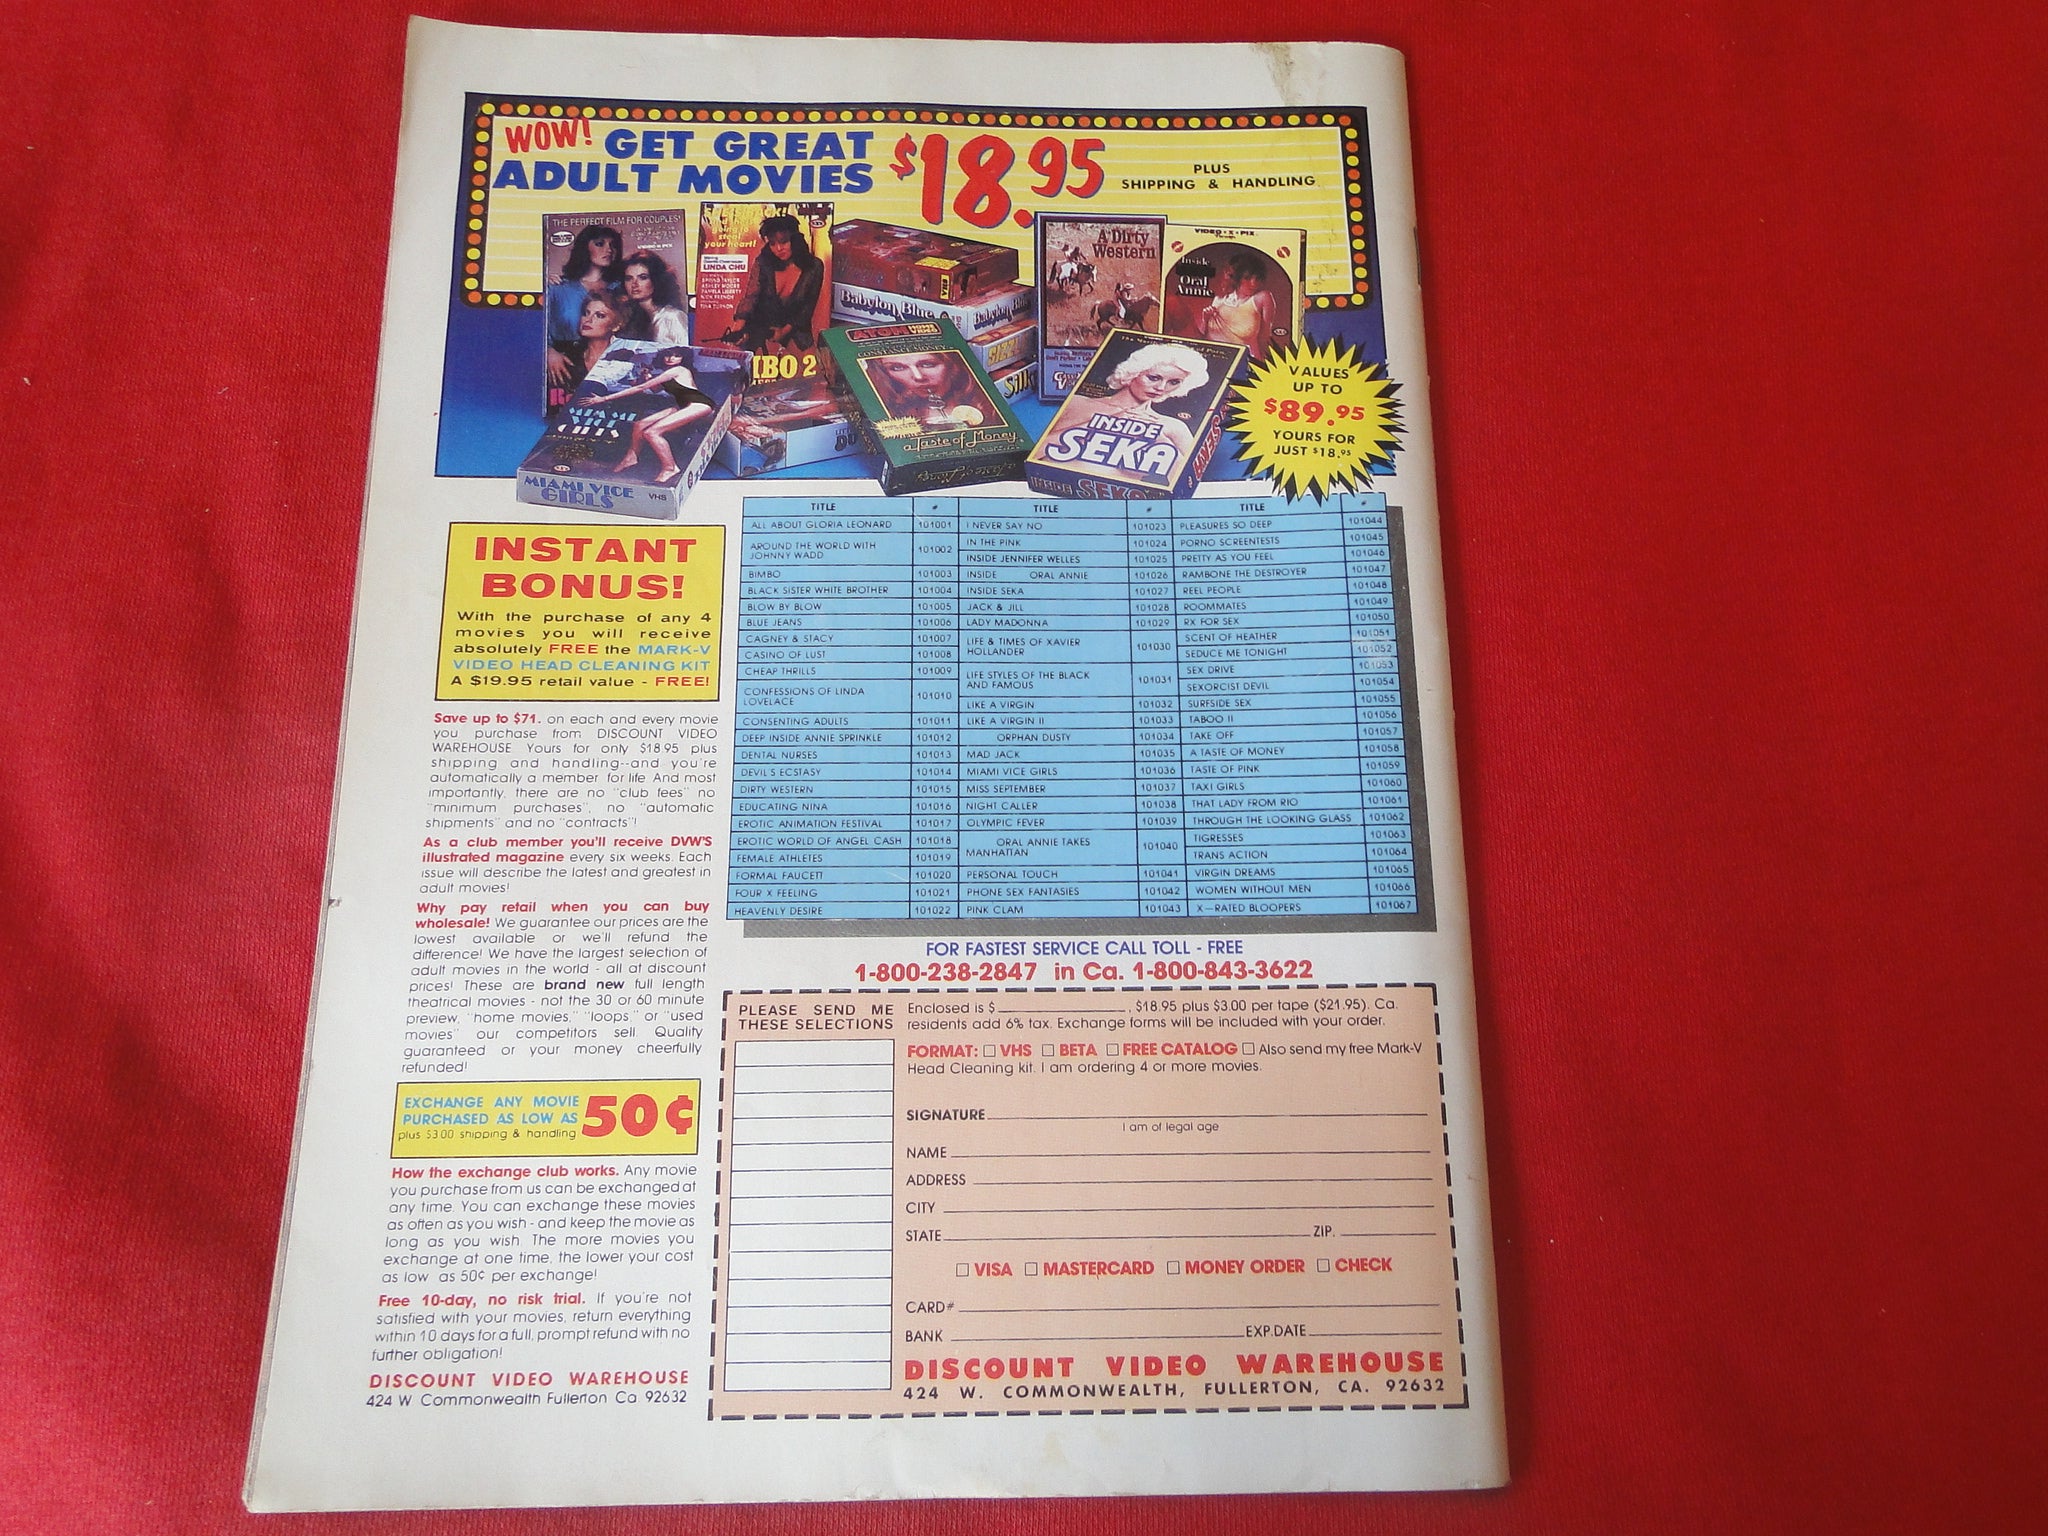 WOW! GET GREAT
ADULT MOVIES
$18.95
PLUS
SHIPPING & HANDLING
THE PERFECT FILM FOR COUPLES!
steal
your heart!
LINDA CHU
BO 2
Babylon Blue
Silk
A Dirty
Western
VIDEO-X-PIX
Inside
Oral
Annie
ATOM HOME VIDEO
CONSTANCE MONEY
a Taste of Money
INSIDE
SEKA
INSIDE SEKA
MIAMI
VICE
GIRLS
MIAMI VICE
GIRLS
VHS
VALUES
UP TO
$89.95
YOURS FOR
JUST $18.95
INSTANT
BONUS!
With the purchase of any 4
movies you will receive
absolutely FREE the MARK-V
VIDEO HEAD CLEANING KIT
A $19.95 retail value - FREE!
Save up to $71. on each and every movie
you purchase from DISCOUNT VIDEO
WAREHOUSE. Yours for only $18.95 plus
shipping and handling--and you're
automatically a member for life. And most
importantly, there are no "club fees" no
"minimum purchases", no "automatic
shipments" and no "contracts"!
As a club member you'll receive DVW'S
illustrated magazine every six weeks. Each
issue will describe the latest and greatest in
adult movies!
Why pay retail when you can buy
wholesale! We guarantee our prices are the
lowest available or we'll refund the
difference! We have the largest selection of
adult movies in the world - all at discount
prices! These are brand new full length
theatrical movies - not the 30 or 60 minute
preview, "home movies," "loops," or "used
movies" our competitors sell. Quality
guaranteed or your money cheerfully
refunded!
EXCHANGE ANY MOVIE
PURCHASED AS LOW AS
plus $3.00 shipping & handling
50¢
How the exchange club works. Any movie
you purchase from us can be exchanged at
any time. You can exchange these movies
as often as you wish - and keep the movie as
long as you wish. The more movies you
exchange at one time, the lower your cost
as low as 50¢ per exchange!
Free 10-day, no risk trial. If you're not
satisfied with your movies, return everything
within 10 days for a full, prompt refund with no
further obligation!
DISCOUNT VIDEO WAREHOUSE
424 W Commonwealth Fullerton Ca 92632
TITLE #
ALL ABOUT GLORIA LEONARD 101001
AROUND THE WORLD WITH
JOHNNY WADD 101002
BIMBO 101003
BLACK SISTER WHITE BROTHER 101004
BLOW BY BLOW 101005
BLUE JEANS 101006
CAGNEY & STACY 101007
CASINO OF LUST 101008
CHEAP THRILLS 101009
CONFESSIONS OF LINDA
LOVELACE 101010
CONSENTING ADULTS 101011
DEEP INSIDE ANNIE SPRINKLE 101012
DENTAL NURSES 101013
DEVIL'S ECSTASY 101014
DIRTY WESTERN 101015
EDUCATING NINA 101016
EROTIC ANIMATION FESTIVAL 101017
EROTIC WORLD OF ANGEL CASH 101018
FEMALE ATHLETES 101019
FORMAL FAUCETT 101020
FOUR X FEELING 101021
HEAVENLY DESIRE 101022
TITLE #
I NEVER SAY NO 101023
IN THE PINK 101024
INSIDE JENNIFER WELLES 101025
INSIDE ORAL ANNIE 101026
INSIDE SEKA 101027
JACK & JILL 101028
LADY MADONNA 101029
LIFE & TIMES OF XAVIER
HOLLANDER 101030
LIFE STYLES OF THE BLACK
AND FAMOUS 101031
LIKE A VIRGIN 101032
LIKE A VIRGIN II 101033
ORPHAN DUSTY 101034
MAD JACK 101035
MIAMI VICE GIRLS 101036
MISS SEPTEMBER 101037
NIGHT CALLER 101038
OLYMPIC FEVER 101039
ORAL ANNIE TAKES
MANHATTAN 101040
PERSONAL TOUCH 101041
PHONE SEX FANTASIES 101042
PINK CLAM 101043
TITLE #
PLEASURES SO DEEP 101044
PORNO SCREENTESTS 101045
PRETTY AS YOU FEEL 101046
RAMBONE THE DESTROYER 101047
REEL PEOPLE 101048
ROOMMATES 101049
RX FOR SEX 101050
SCENT OF HEATHER 101051
SEDUCE ME TONIGHT 101052
SEX DRIVE 101053
SEXORCIST DEVIL 101054
SURFSIDE SEX 101055
TABOO II 101056
TAKE OFF 101057
A TASTE OF MONEY 101058
TASTE OF PINK 101059
TAXI GIRLS 101060
THAT LADY FROM RIO 101061
THROUGH THE LOOKING GLASS 101062
TIGRESSES 101063
TRANS ACTION 101064
VIRGIN DREAMS 101065
WOMEN WITHOUT MEN 101066
X—RATED BLOOPERS 101067
FOR FASTEST SERVICE CALL TOLL - FREE
1-800-238-2847 in Ca. 1-800-843-3622
PLEASE SEND ME
THESE SELECTIONS
Enclosed is $ , $18.95 plus $3.00 per tape ($21.95). Ca.
residents add 6% tax. Exchange forms will be included with your order.
FORMAT: VHS BETA FREE CATALOG Also send my free Mark-V
Head Cleaning kit. I am ordering 4 or more movies.
SIGNATURE
I am of legal age
NAME
ADDRESS
CITY
STATE ZIP.
VISA MASTERCARD MONEY ORDER CHECK
CARD#
BANK EXP.DATE
DISCOUNT VIDEO WAREHOUSE
424 W. COMMONWEALTH, FULLERTON, CA. 92632